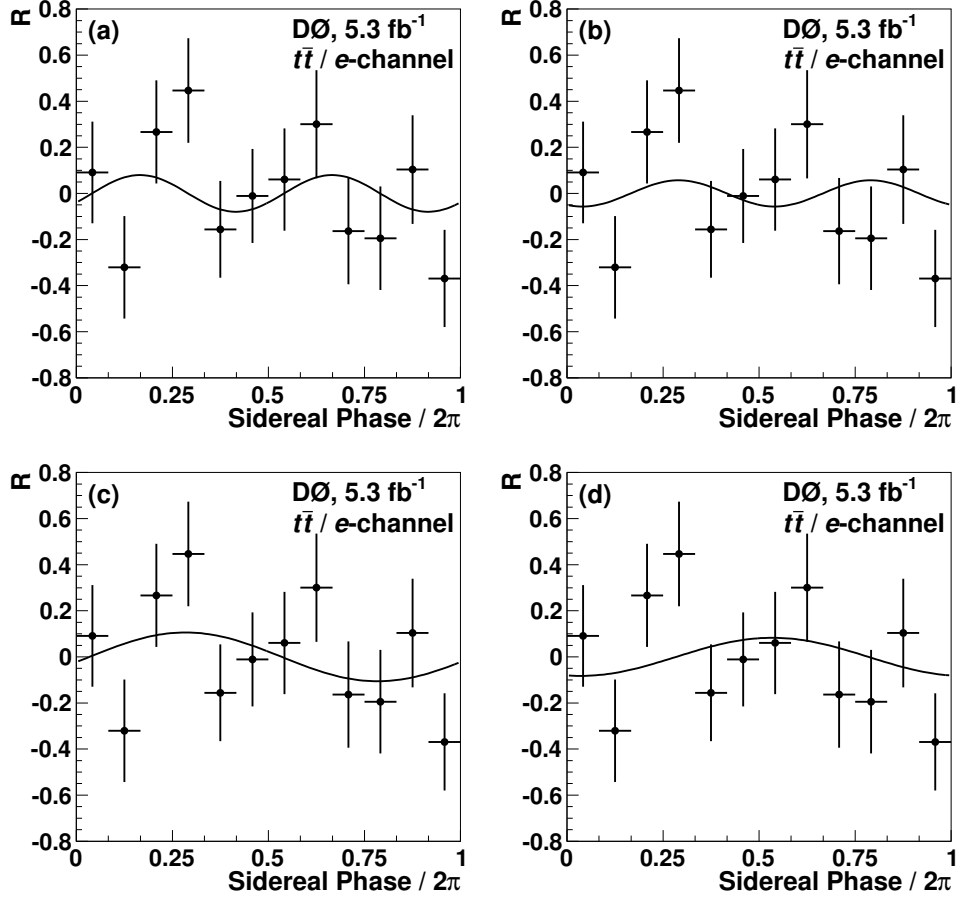 R
(a)
DØ, 5.3 fb⁻¹
tt̄ / e-channel
0.8
0.6
0.4
0.2
0
-0.2
-0.4
-0.6
-0.8
0 0.25 0.5 0.75 1
Sidereal Phase / 2π
R
(b)
DØ, 5.3 fb⁻¹
tt̄ / e-channel
0.8
0.6
0.4
0.2
0
-0.2
-0.4
-0.6
-0.8
0 0.25 0.5 0.75 1
Sidereal Phase / 2π
R
(c)
DØ, 5.3 fb⁻¹
tt̄ / e-channel
0.8
0.6
0.4
0.2
0
-0.2
-0.4
-0.6
-0.8
0 0.25 0.5 0.75 1
Sidereal Phase / 2π
R
(d)
DØ, 5.3 fb⁻¹
tt̄ / e-channel
0.8
0.6
0.4
0.2
0
-0.2
-0.4
-0.6
-0.8
0 0.25 0.5 0.75 1
Sidereal Phase / 2π